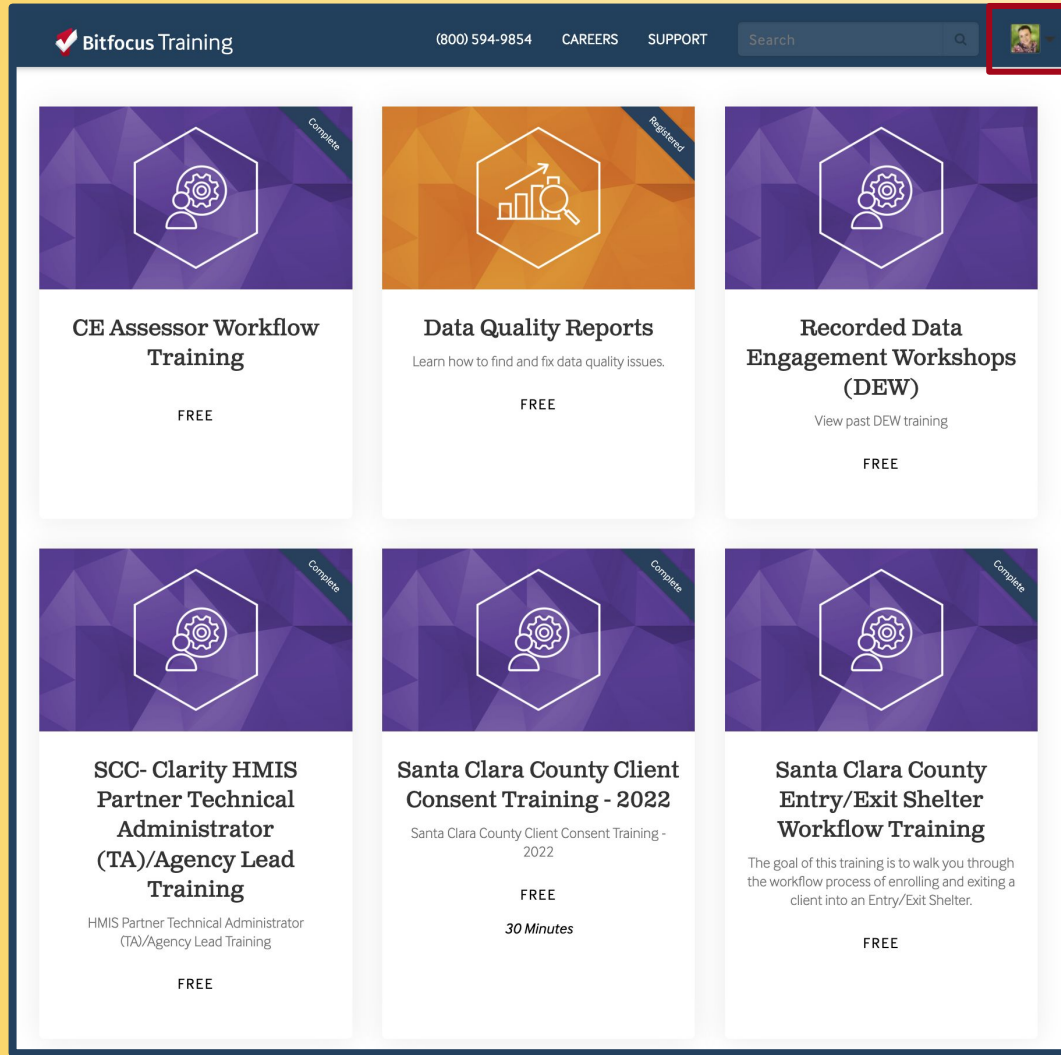 Bitfocus Training
(800) 594-9854 CAREERS SUPPORT Search
Complete
CE Assessor Workflow
Training
FREE
Registered
Data Quality Reports
Learn how to find and fix data quality issues.
FREE
Recorded Data
Engagement Workshops
(DEW)
View past DEW training
FREE
Complete
SCC- Clarity HMIS
Partner Technical
Administrator
(TA)/Agency Lead
Training
HMIS Partner Technical Administrator
(TA)/Agency Lead Training
FREE
Complete
Santa Clara County Client
Consent Training - 2022
Santa Clara County Client Consent Training -
2022
FREE
30 Minutes
Complete
Santa Clara County
Entry/Exit Shelter
Workflow Training
The goal of this training is to walk you through
the workflow process of enrolling and exiting a
client into an Entry/Exit Shelter.
FREE